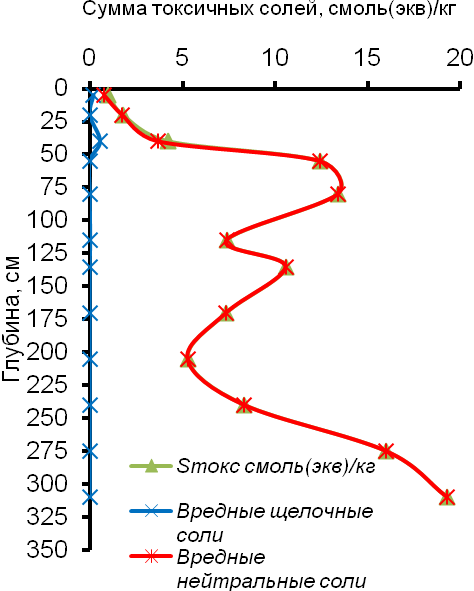 Сумма токсичных солей, смоль(экв)/кг
0 5 10 15 20
0
25
50
75
100
125
150
175
200
225
250
275
300
325
350
Глубина, см
Sтокс смоль(экв)/кг
Вредные щелочные
соли
Вредные
нейтральные соли